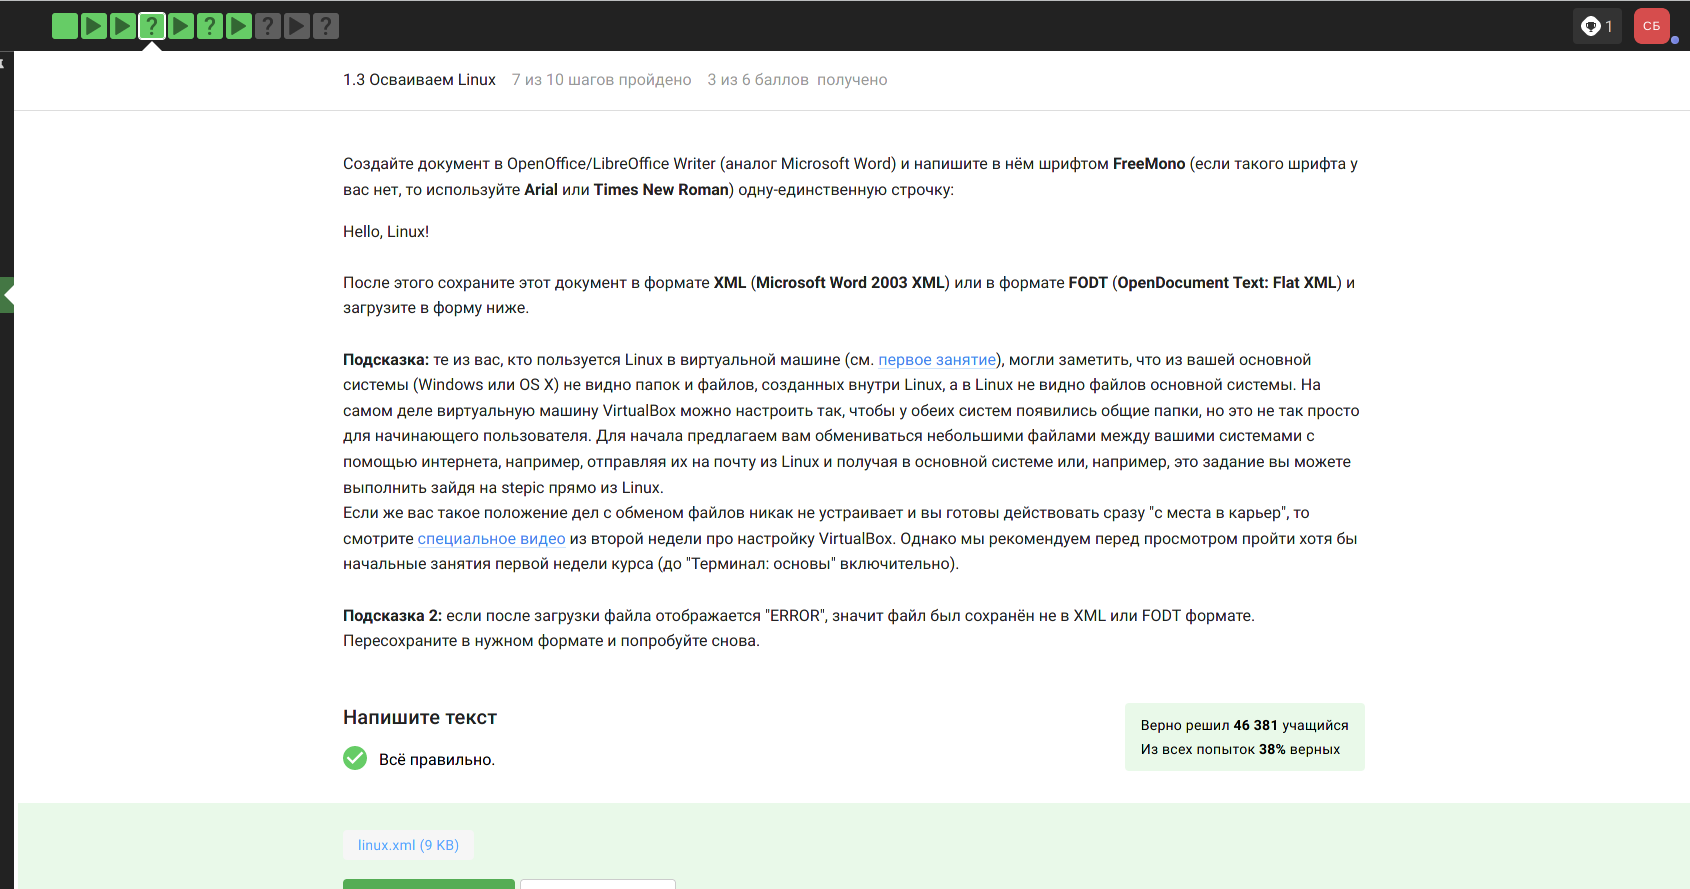 ? ? ? ?
1
СБ
1.3 Осваиваем Linux 7 из 10 шагов пройдено 3 из 6 баллов получено
Создайте документ в OpenOffice/LibreOffice Writer (аналог Microsoft Word) и напишите в нём шрифтом FreeMono (если такого шрифта у
вас нет, то используйте Arial или Times New Roman) одну-единственную строчку:
Hello, Linux!
После этого сохраните этот документ в формате XML (Microsoft Word 2003 XML) или в формате FODT (OpenDocument Text: Flat XML) и
загрузите в форму ниже.
Подсказка: те из вас, кто пользуется Linux в виртуальной машине (см. первое занятие), могли заметить, что из вашей основной
системы (Windows или OS X) не видно папок и файлов, созданных внутри Linux, а в Linux не видно файлов основной системы. На
самом деле виртуальную машину VirtualBox можно настроить так, чтобы у обеих систем появились общие папки, но это не так просто
для начинающего пользователя. Для начала предлагаем вам обмениваться небольшими файлами между вашими системами с
помощью интернета, например, отправляя их на почту из Linux и получая в основной системе или, например, это задание вы можете
выполнить зайдя на stepic прямо из Linux.
Если же вас такое положение дел с обменом файлов никак не устраивает и вы готовы действовать сразу "с места в карьер", то
смотрите специальное видео из второй недели про настройку VirtualBox. Однако мы рекомендуем перед просмотром пройти хотя бы
начальные занятия первой недели курса (до "Терминал: основы" включительно).
Подсказка 2: если после загрузки файла отображается "ERROR", значит файл был сохранён не в XML или FODT формате.
Пересохраните в нужном формате и попробуйте снова.
Напишите текст
Всё правильно.
Верно решил 46 381 учащийся
Из всех попыток 38% верных
linux.xml (9 KB)